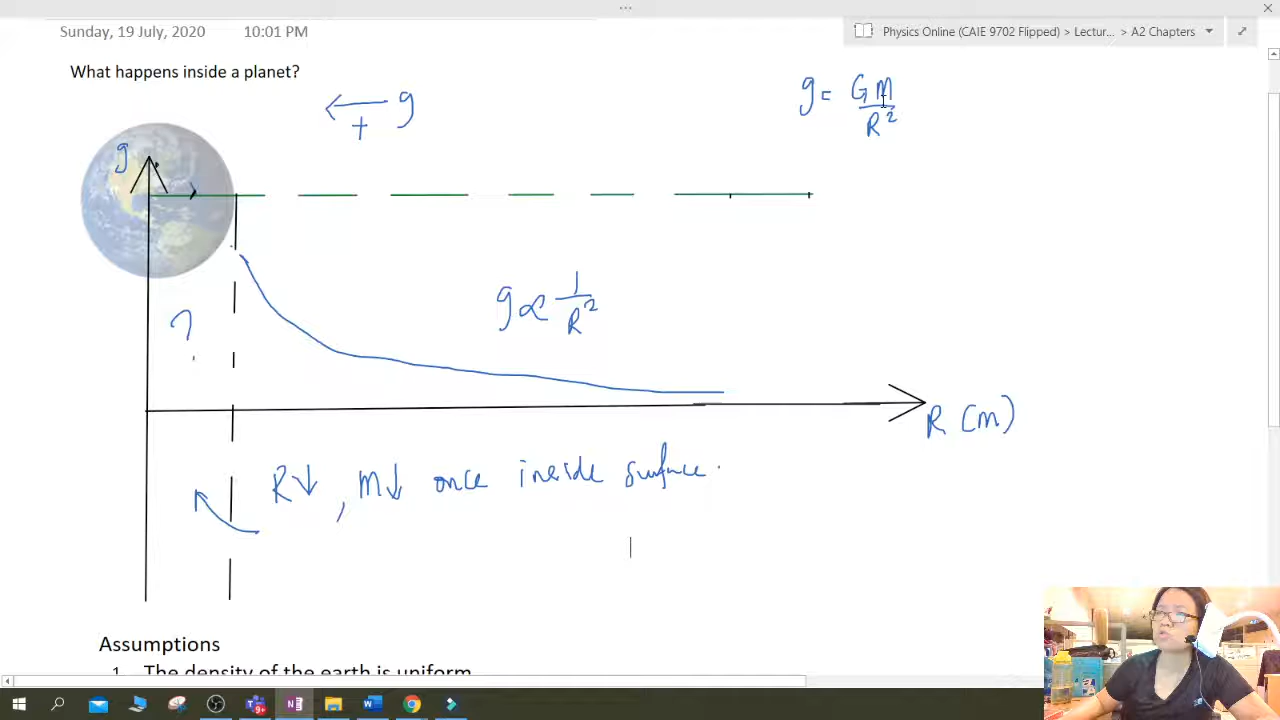 Sunday, 19 July, 2020 10:01 PM
Physics Online (CAIE 9702 Flipped) > Lectur... > A2 Chapters
What happens inside a planet?
g
+
g = GM
R²
g
?
g ∝ 1
R²
R (m)
R↓, M↓ once inside surface.
Assumptions
1. The density of the earth is uniform